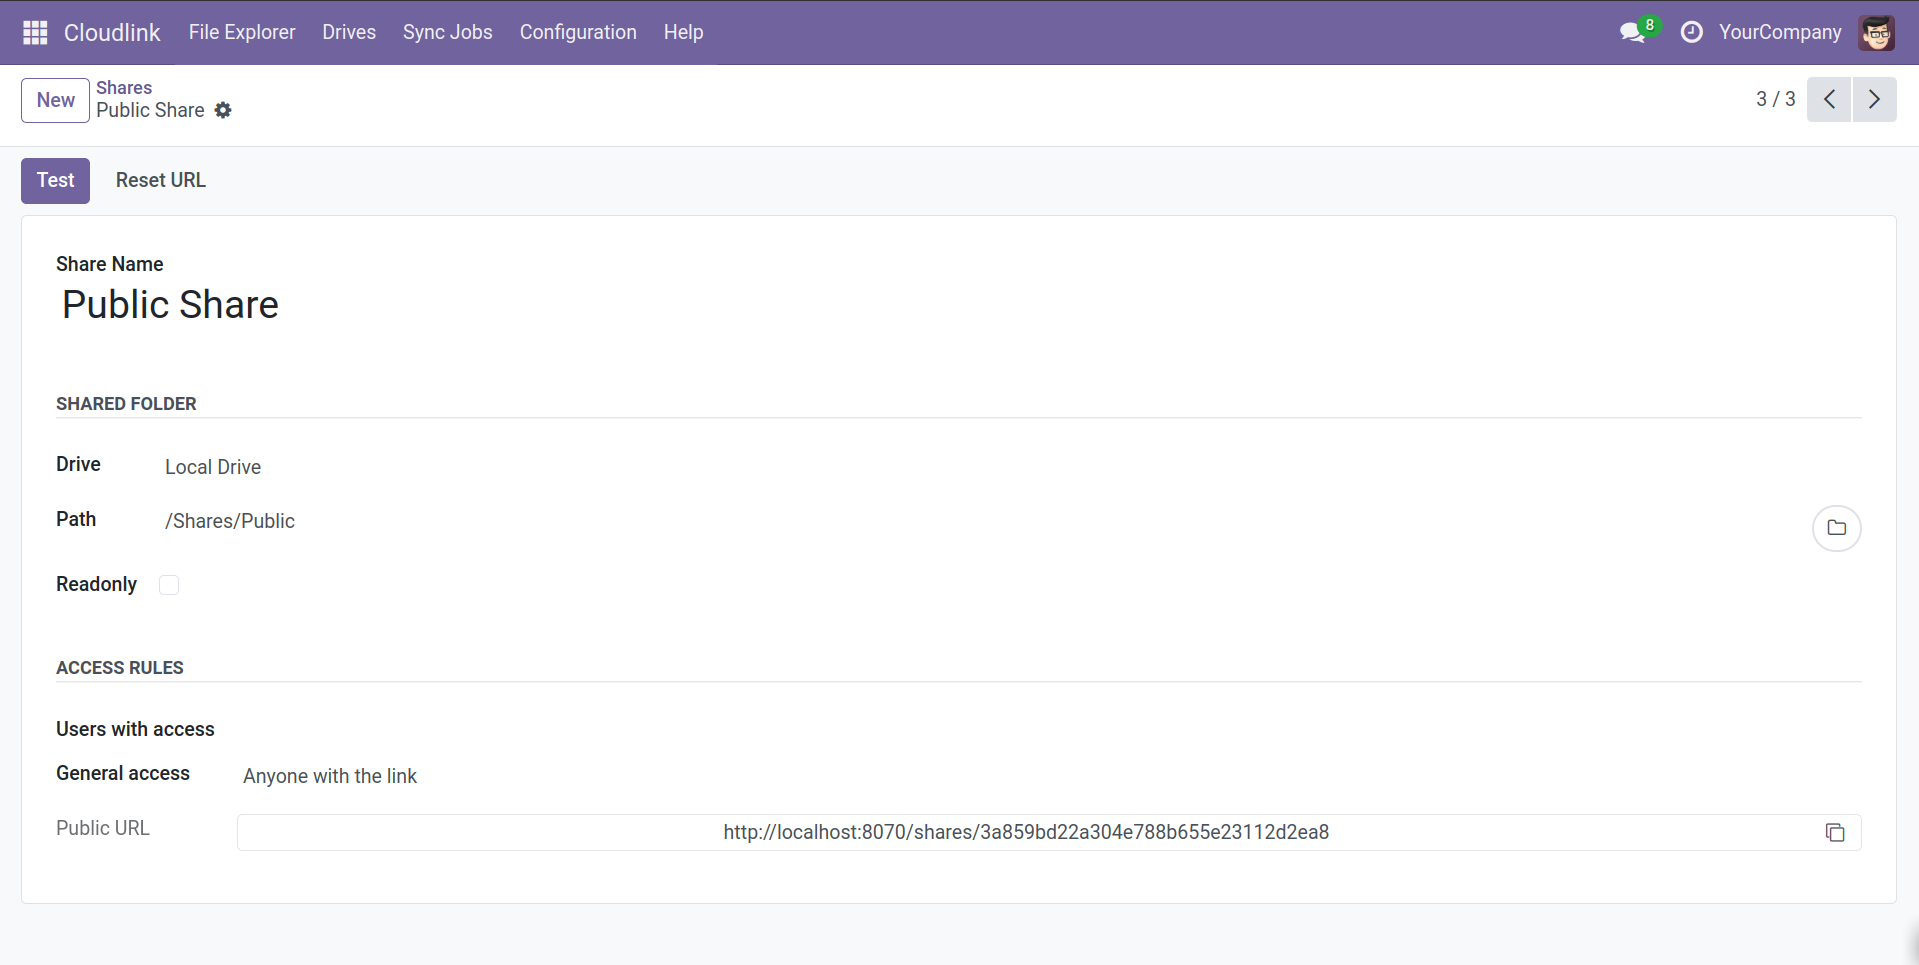 Cloudlink File Explorer Drives Sync Jobs Configuration Help 8 YourCompany
New Shares
Public Share 3 / 3
Test Reset URL
Share Name
Public Share
SHARED FOLDER
Drive Local Drive
Path /Shares/Public
Readonly
ACCESS RULES
Users with access
General access Anyone with the link
Public URL http://localhost:8070/shares/3a859bd22a304e788b655e23112d2ea8